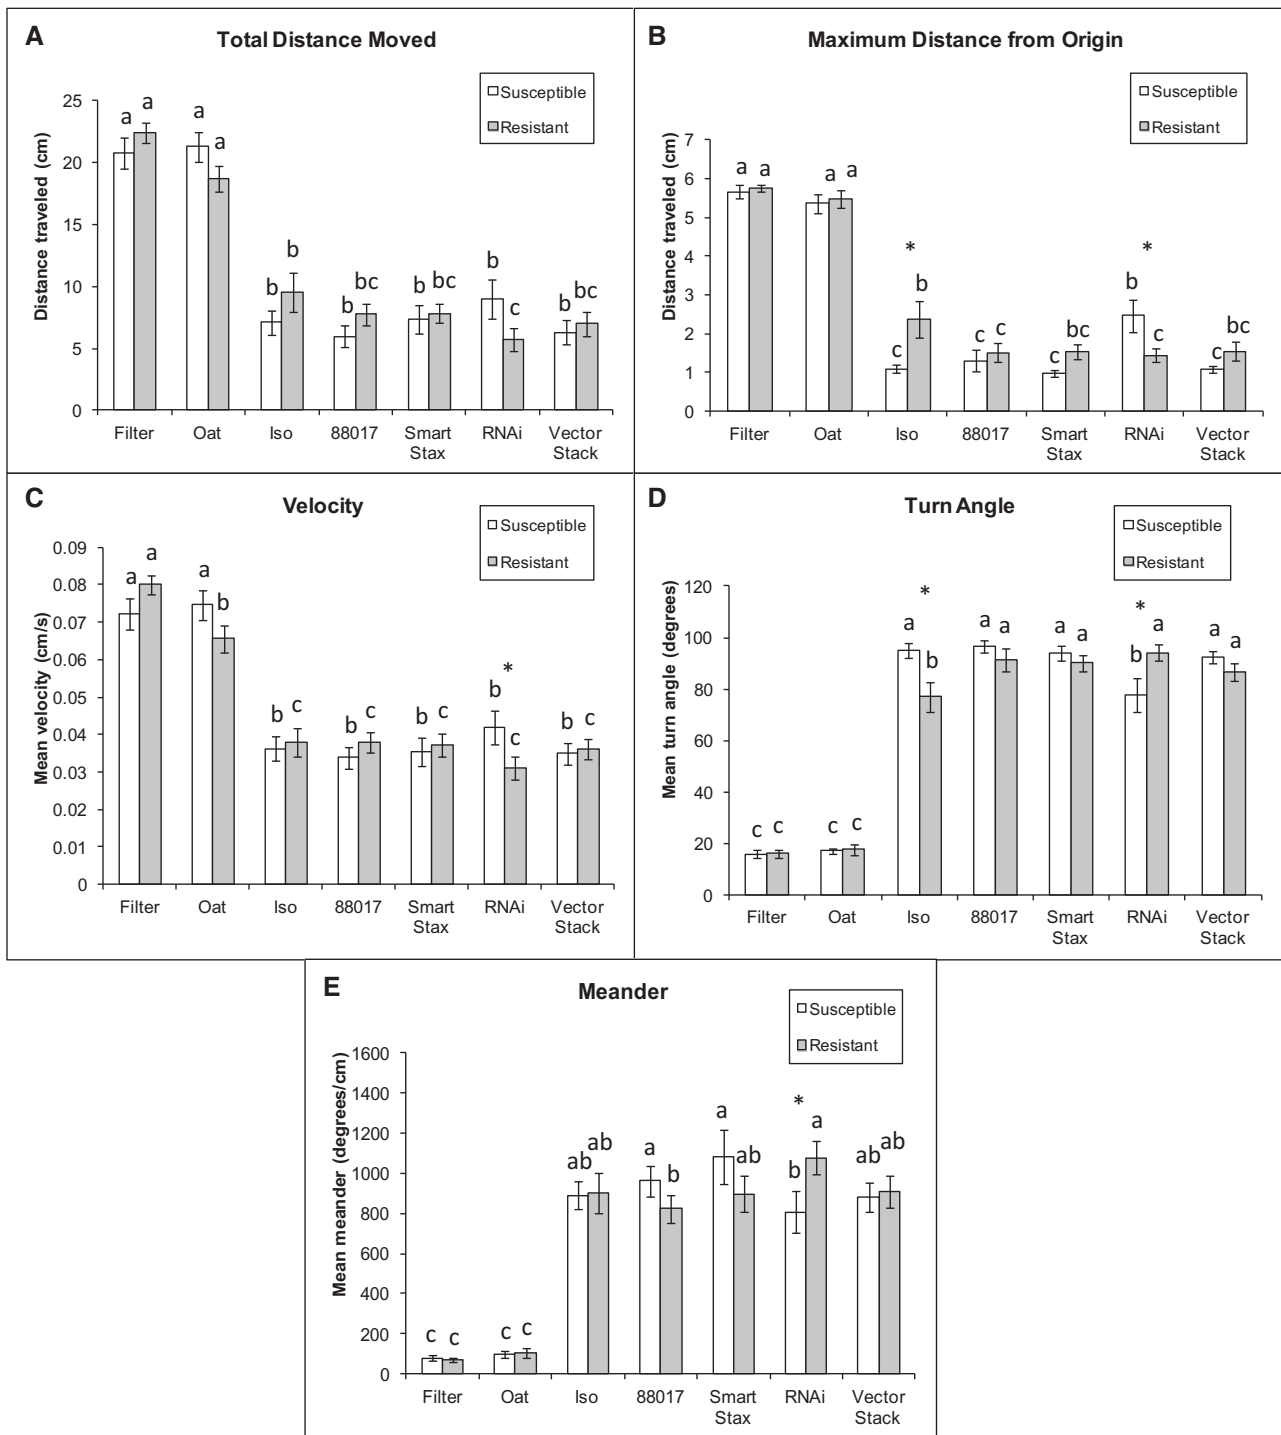 A
Total Distance Moved
Susceptible
Resistant
Distance traveled (cm)
25
20
15
10
5
0
a a a a b b b bc b bc b c b bc
Filter Oat Iso 88017 Smart Stax RNAi Vector Stack
B
Maximum Distance from Origin
Susceptible
Resistant
Distance traveled (cm)
7
6
5
4
3
2
1
0
a a a a * c b c c c bc * b c c bc
Filter Oat Iso 88017 Smart Stax RNAi Vector Stack
C
Velocity
Susceptible
Resistant
Mean velocity (cm/s)
0.09
0.08
0.07
0.06
0.05
0.04
0.03
0.02
0.01
0
a a a b b c b c b c b * c b c
Filter Oat Iso 88017 Smart Stax RNAi Vector Stack
D
Turn Angle
Susceptible
Resistant
Mean turn angle (degrees)
120
100
80
60
40
20
0
c c c c a * b a a a a b * a a a
Filter Oat Iso 88017 Smart Stax RNAi Vector Stack
E
Meander
Susceptible
Resistant
Mean meander (degrees/cm)
1600
1400
1200
1000
800
600
400
200
0
c c c c ab ab a b a ab b * a ab ab
Filter Oat Iso 88017 Smart Stax RNAi Vector Stack